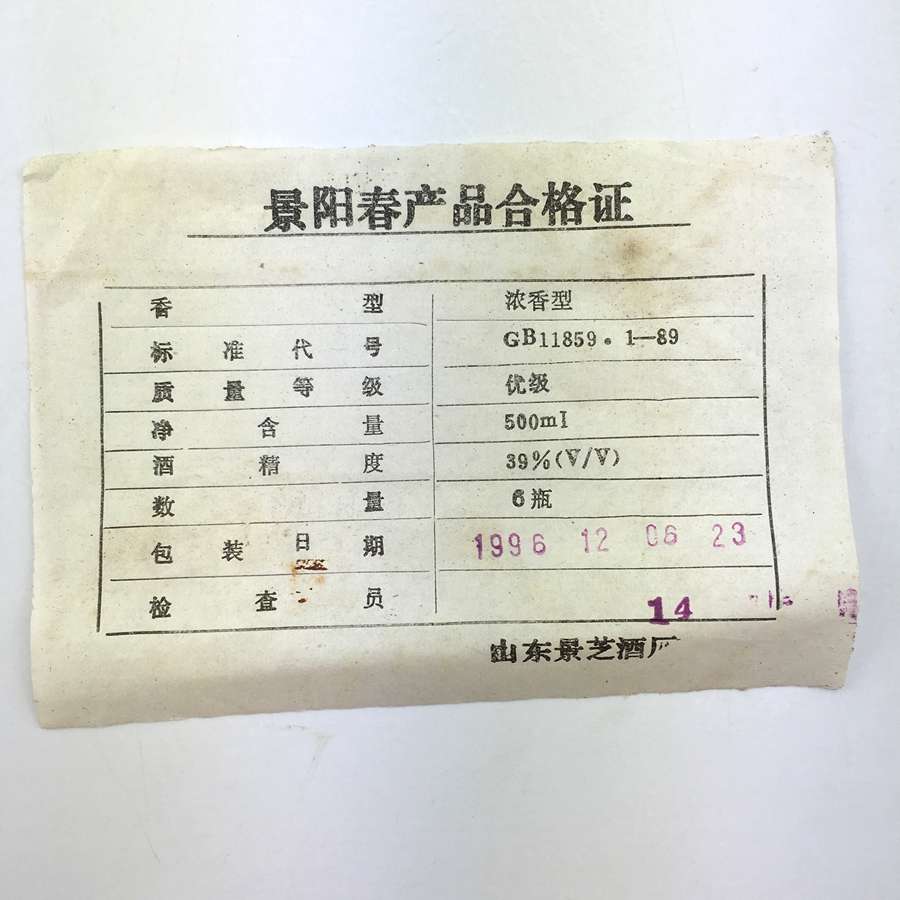 景阳春产品合格证
香型 浓香型
标准代号 GB11859．1—89
质量等级 优级
净含量 500ml
酒精度 39%(V/V)
数量 6瓶
包装日期 1996 12 06 23
检查员 14
山东景芝酒厂